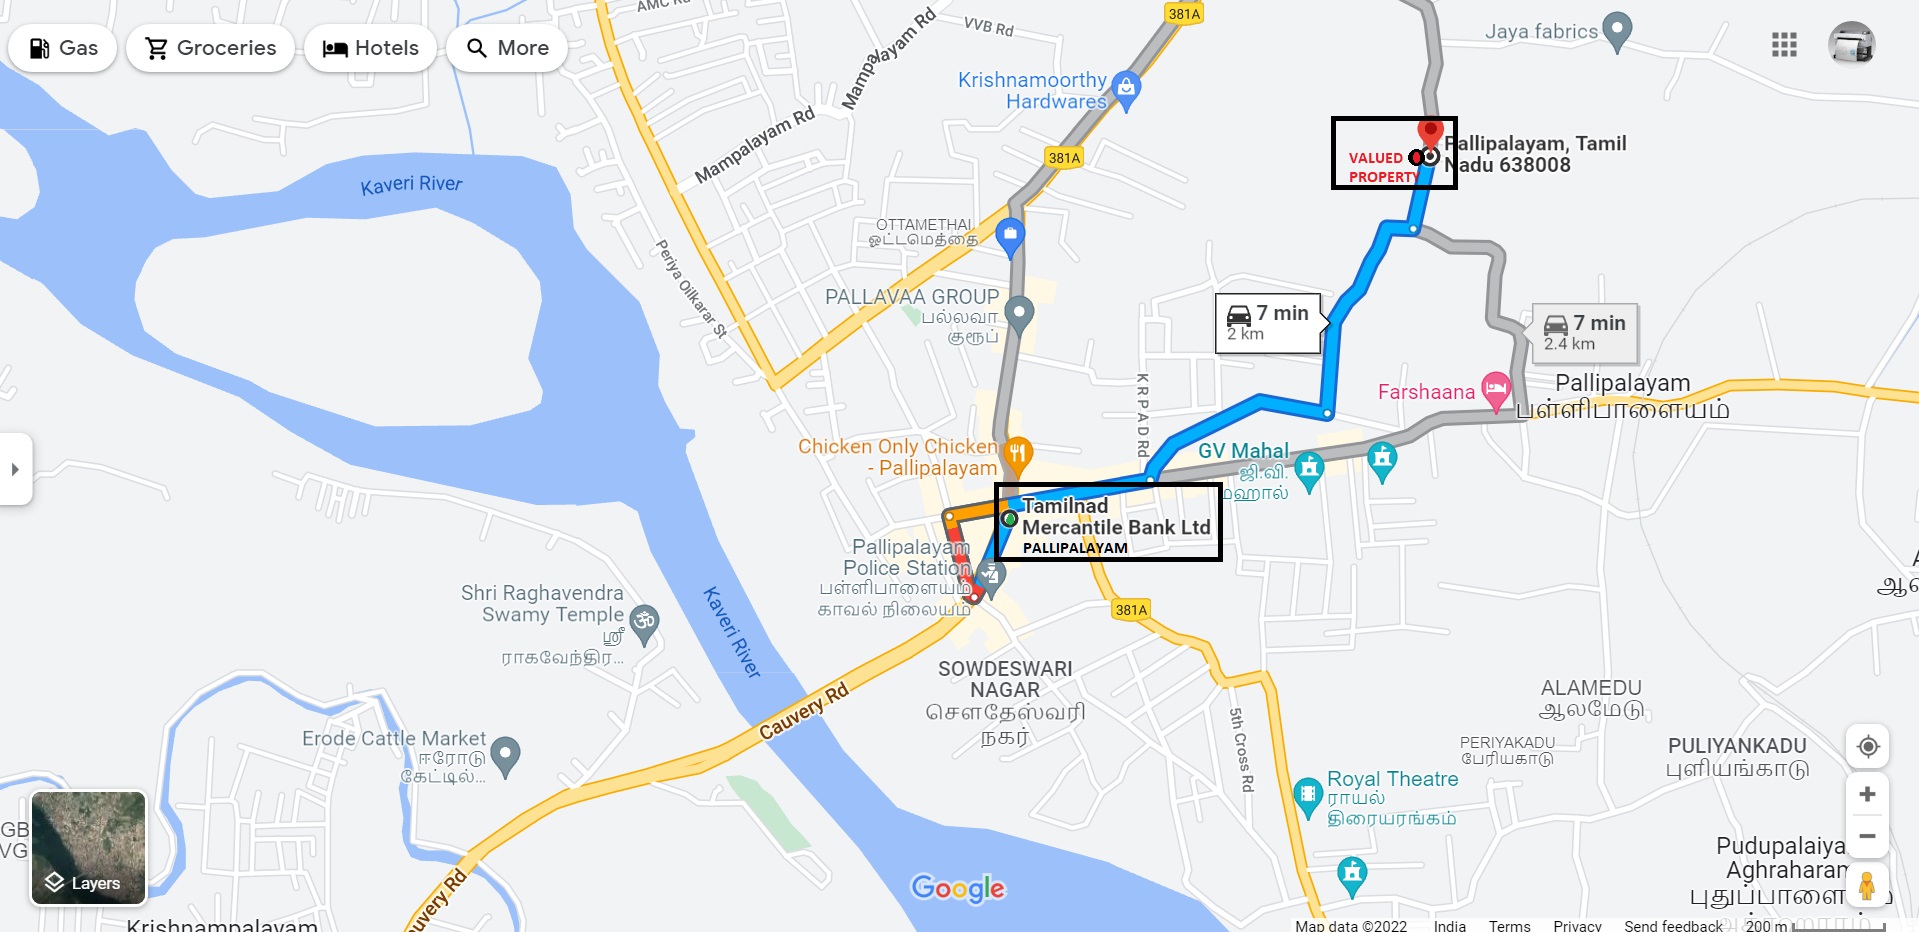 AMC Rd
381A
VVB Rd
Jaya fabrics
Gas
Groceries
Hotels
More
Mampalayam Rd
Krishnamoorthy
Hardwares
Mampalayam Rd
381A
VALUED
PROPERTY
Pallipalayam, Tamil
Nadu 638008
Kaveri River
OTTAMETHAI
ஓட்டமெத்தை
Periya Oilkarar St
PALLAVAA GROUP
பல்லவா
குரூப்
7 min
2 km
7 min
2.4 km
K R P A D Rd
Farshaana
Pallipalayam
பள்ளிபாளையம்
Chicken Only Chicken
- Pallipalayam
GV Mahal
ஜி.வி.
மஹால்
Tamilnad
Mercantile Bank Ltd
PALLIPALAYAM
Pallipalayam
Police Station
பள்ளிபாளையம்
காவல் நிலையம்
Shri Raghavendra
Swamy Temple
ஸ்ரீ
ராகவேந்திர...
Kaveri River
381A
SOWDESWARI
NAGAR
சௌதேஸ்வரி
நகர்
Cauvery Rd
5th Cross Rd
ALAMEDU
ஆலமேடு
PERIYAKADU
பேரியகாடு
PULIYANKADU
புளியங்காடு
Erode Cattle Market
ஈரோடு
கேட்டில்...
Royal Theatre
ராயல்
திரையரங்கம்
Layers
Pudupalaiya
Aghraharam
Google
Krishnampalayam
Map data ©2022
India
Terms
Privacy
Send feedback
200 m